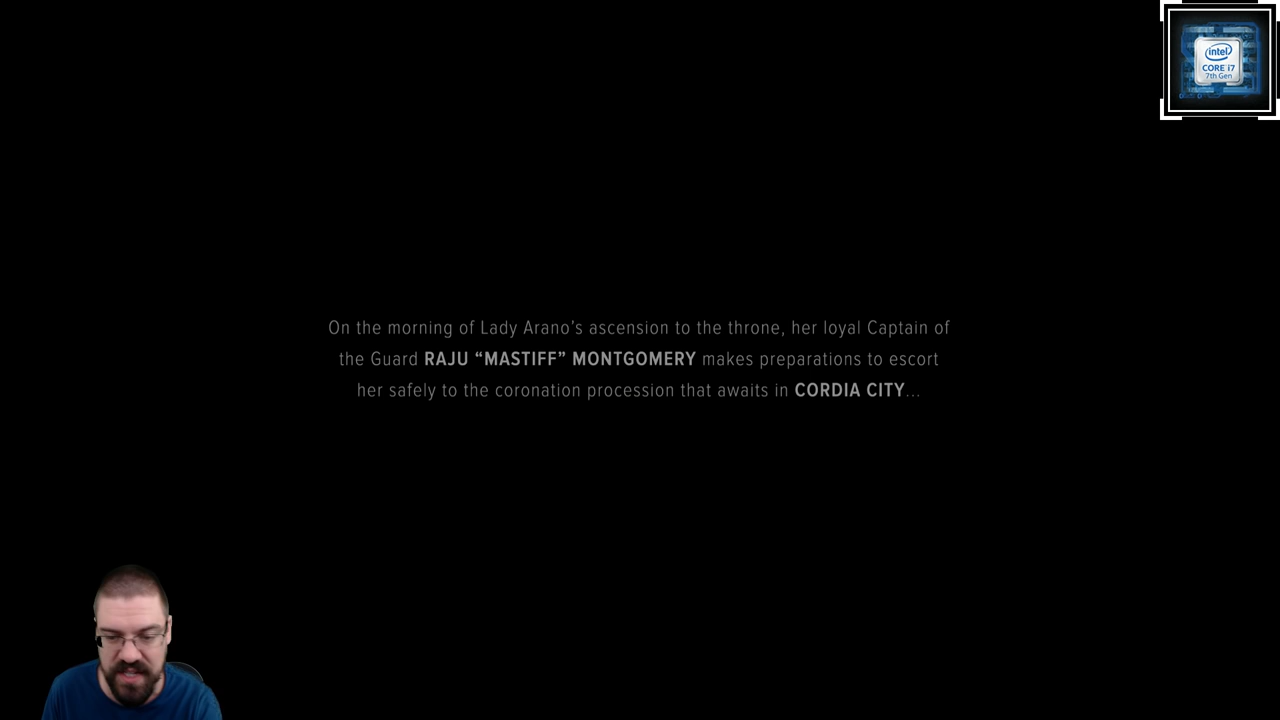 intel
CORE i7
7th Gen
On the morning of Lady Arano’s ascension to the throne, her loyal Captain of
the Guard RAJU “MASTIFF” MONTGOMERY makes preparations to escort
her safely to the coronation procession that awaits in CORDIA CITY...